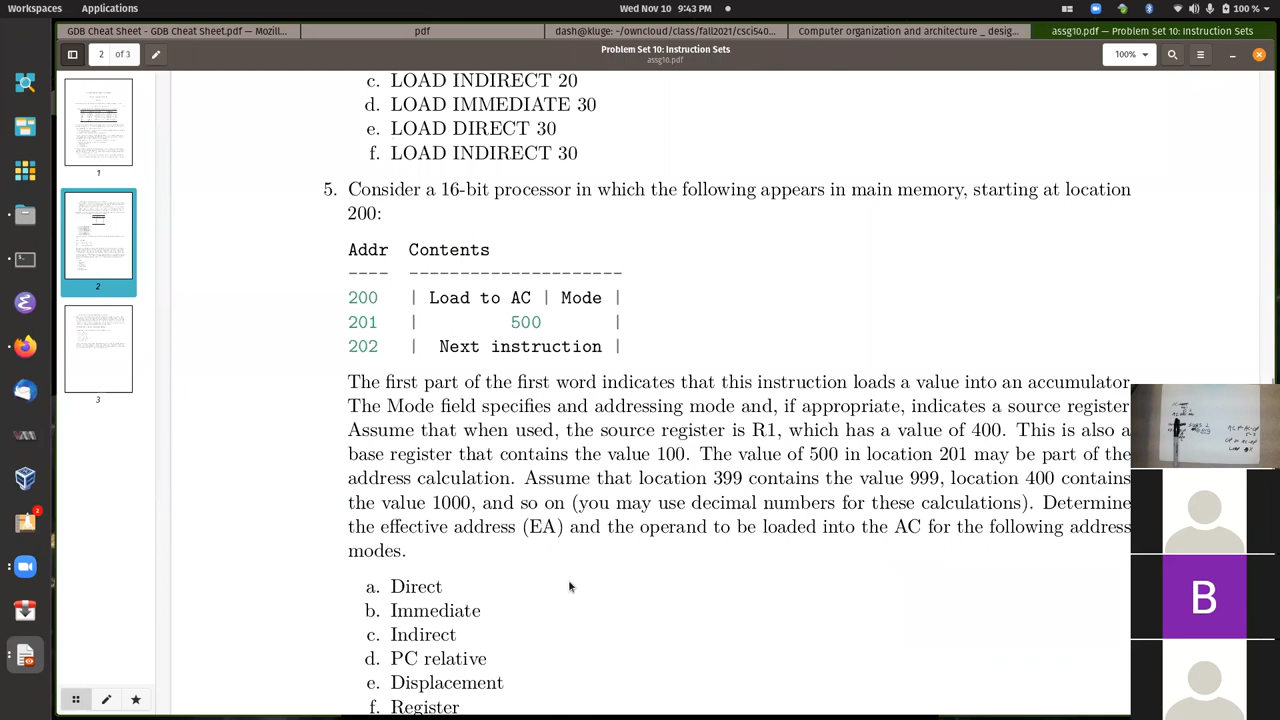 Workspaces Applications Wed Nov 10 9:43 PM 100 %
GDB Cheat Sheet - GDB Cheat Sheet.pdf — Mozill... pdf dash@kluge: ~/owncloud/class/fall2021/csci540... computer organization and architecture _ desig... assg10.pdf — Problem Set 10: Instruction Sets
2 of 3 Problem Set 10: Instruction Sets 100%
assg10.pdf
c. LOAD INDIRECT 20
d. LOAD IMMEDIATE 30
e. LOAD DIRECT 30
f. LOAD INDIRECT 30
5. Consider a 16-bit processor in which the following appears in main memory, starting at location
200:
Addr Contents
---- ---------------------
200 | Load to AC | Mode |
201 | 500 |
202 | Next instruction |
The first part of the first word indicates that this instruction loads a value into an accumulator
The Mode field specifies and addressing mode and, if appropriate, indicates a source register
Assume that when used, the source register is R1, which has a value of 400. This is also a
base register that contains the value 100. The value of 500 in location 201 may be part of the
address calculation. Assume that location 399 contains the value 999, location 400 contains
the value 1000, and so on (you may use decimal numbers for these calculations). Determine
the effective address (EA) and the operand to be loaded into the AC for the following address
modes.
a. Direct
b. Immediate
c. Indirect
d. PC relative
e. Displacement
f. Register
1
2
3
2
B